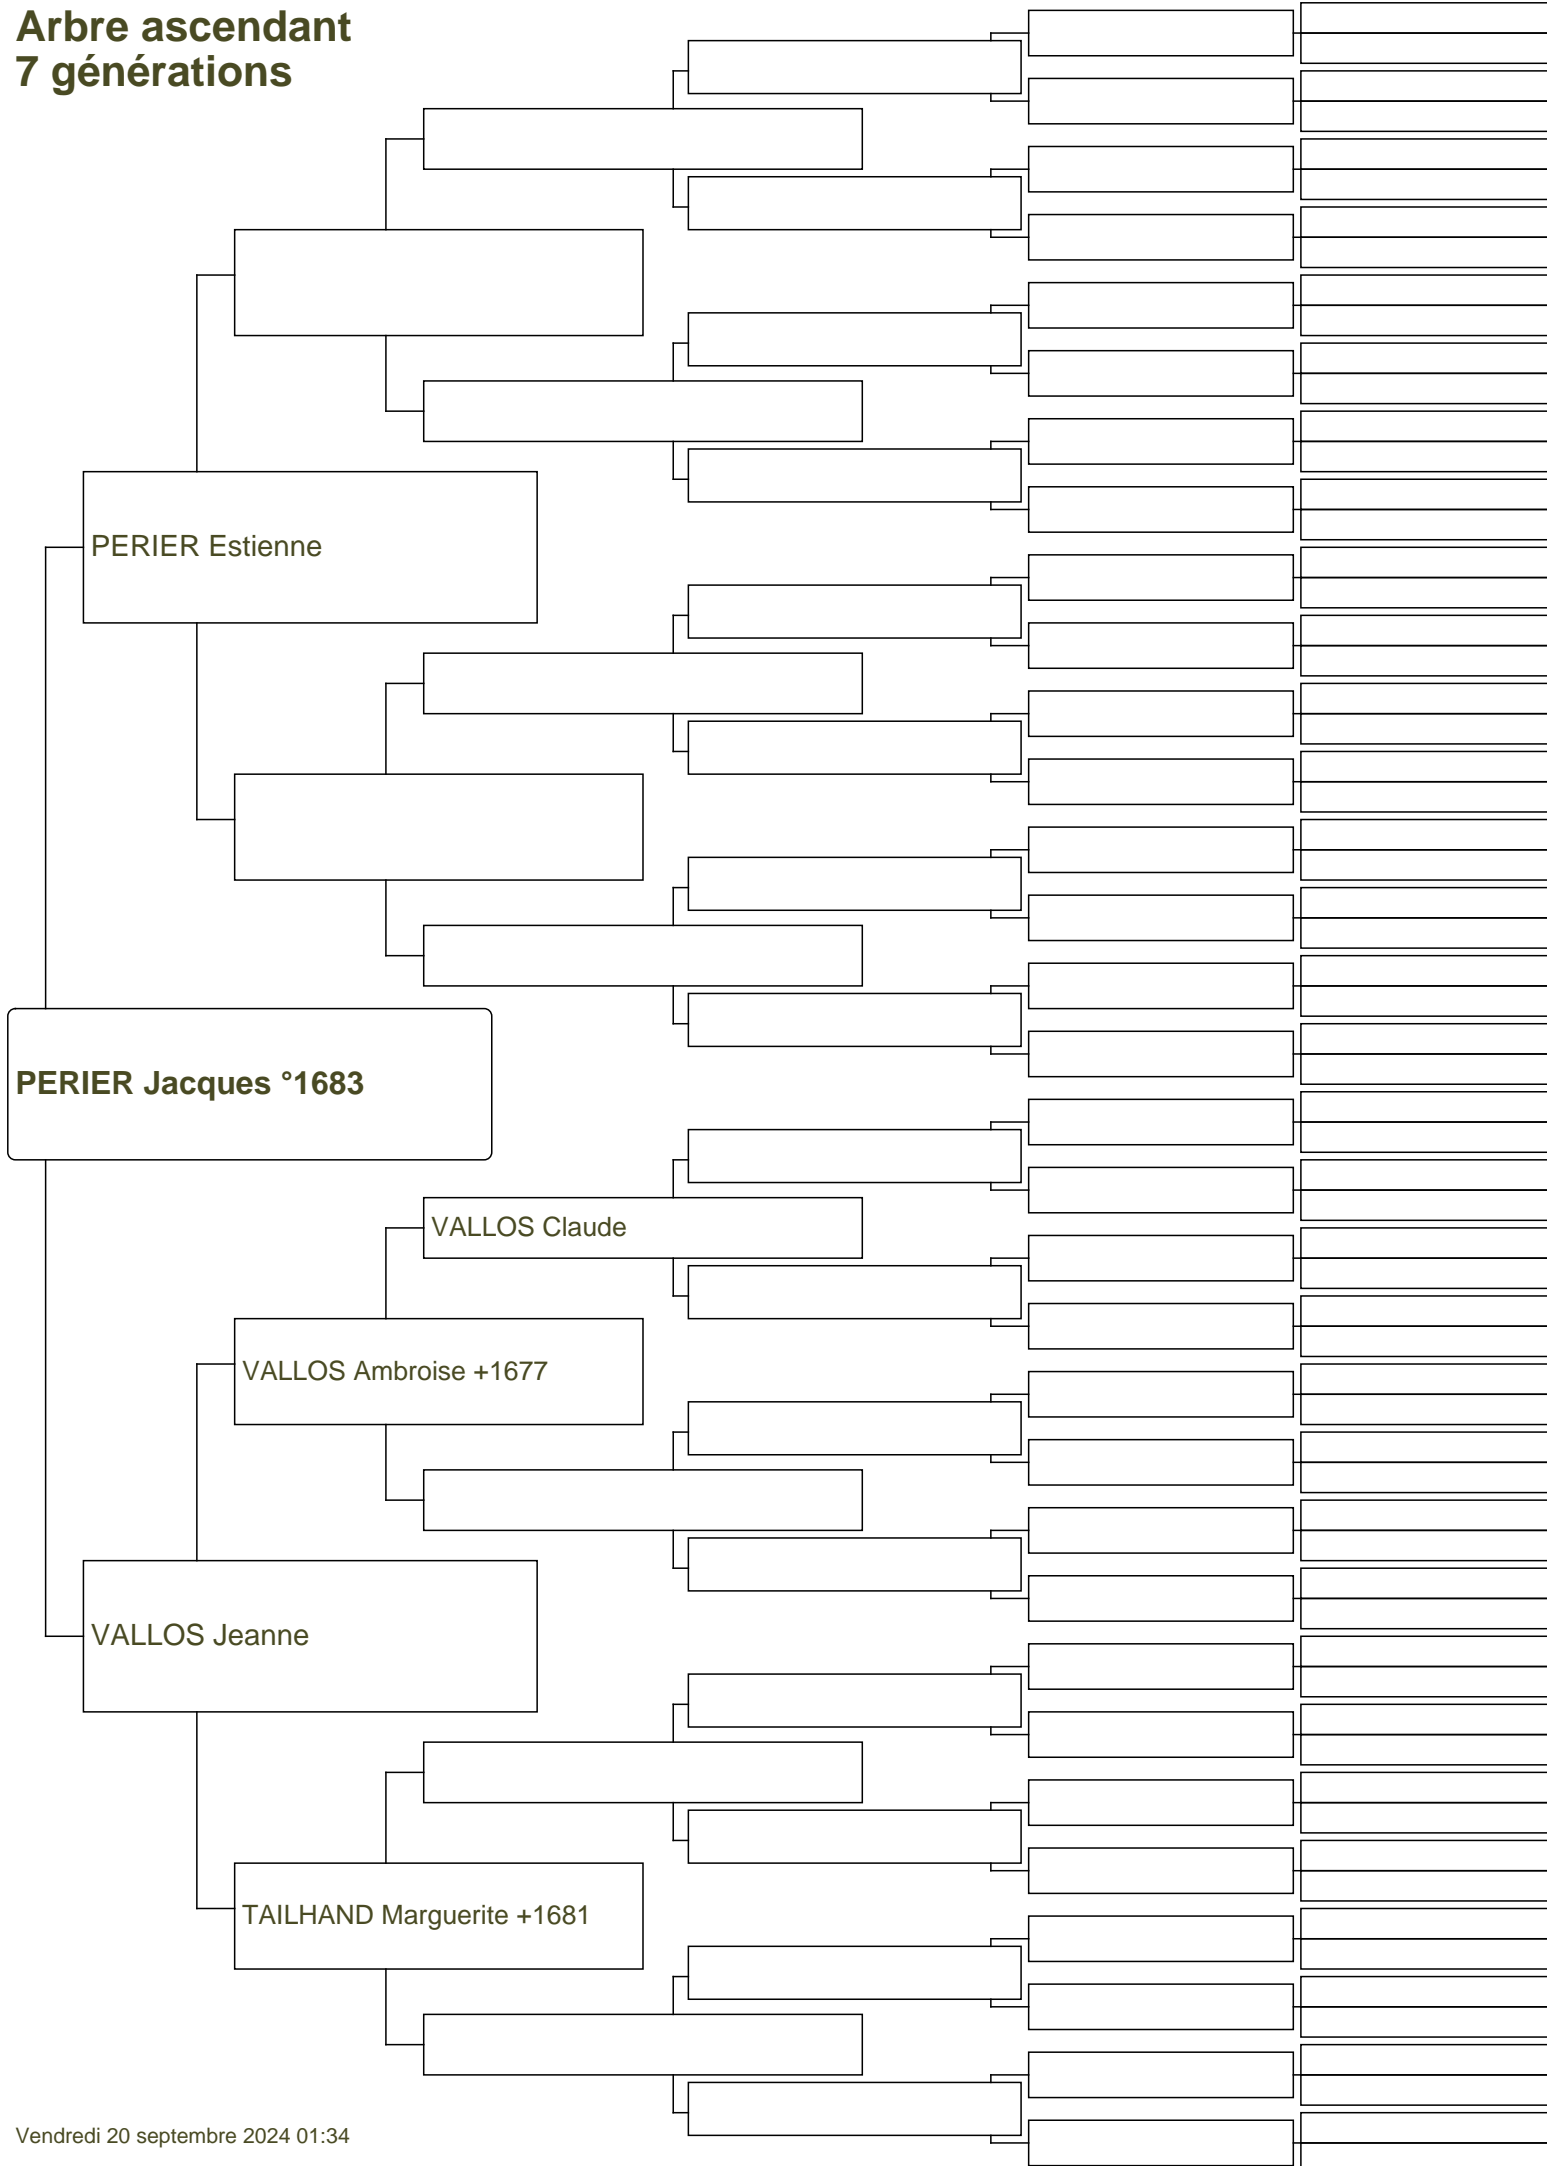 Arbre ascendant
7 générations
PERIER Estienne
PERIER Jacques °1683
VALLOS Claude
VALLOS Ambroise +1677
VALLOS Jeanne
TAILHAND Marguerite +1681
Vendredi 20 septembre 2024 01:34